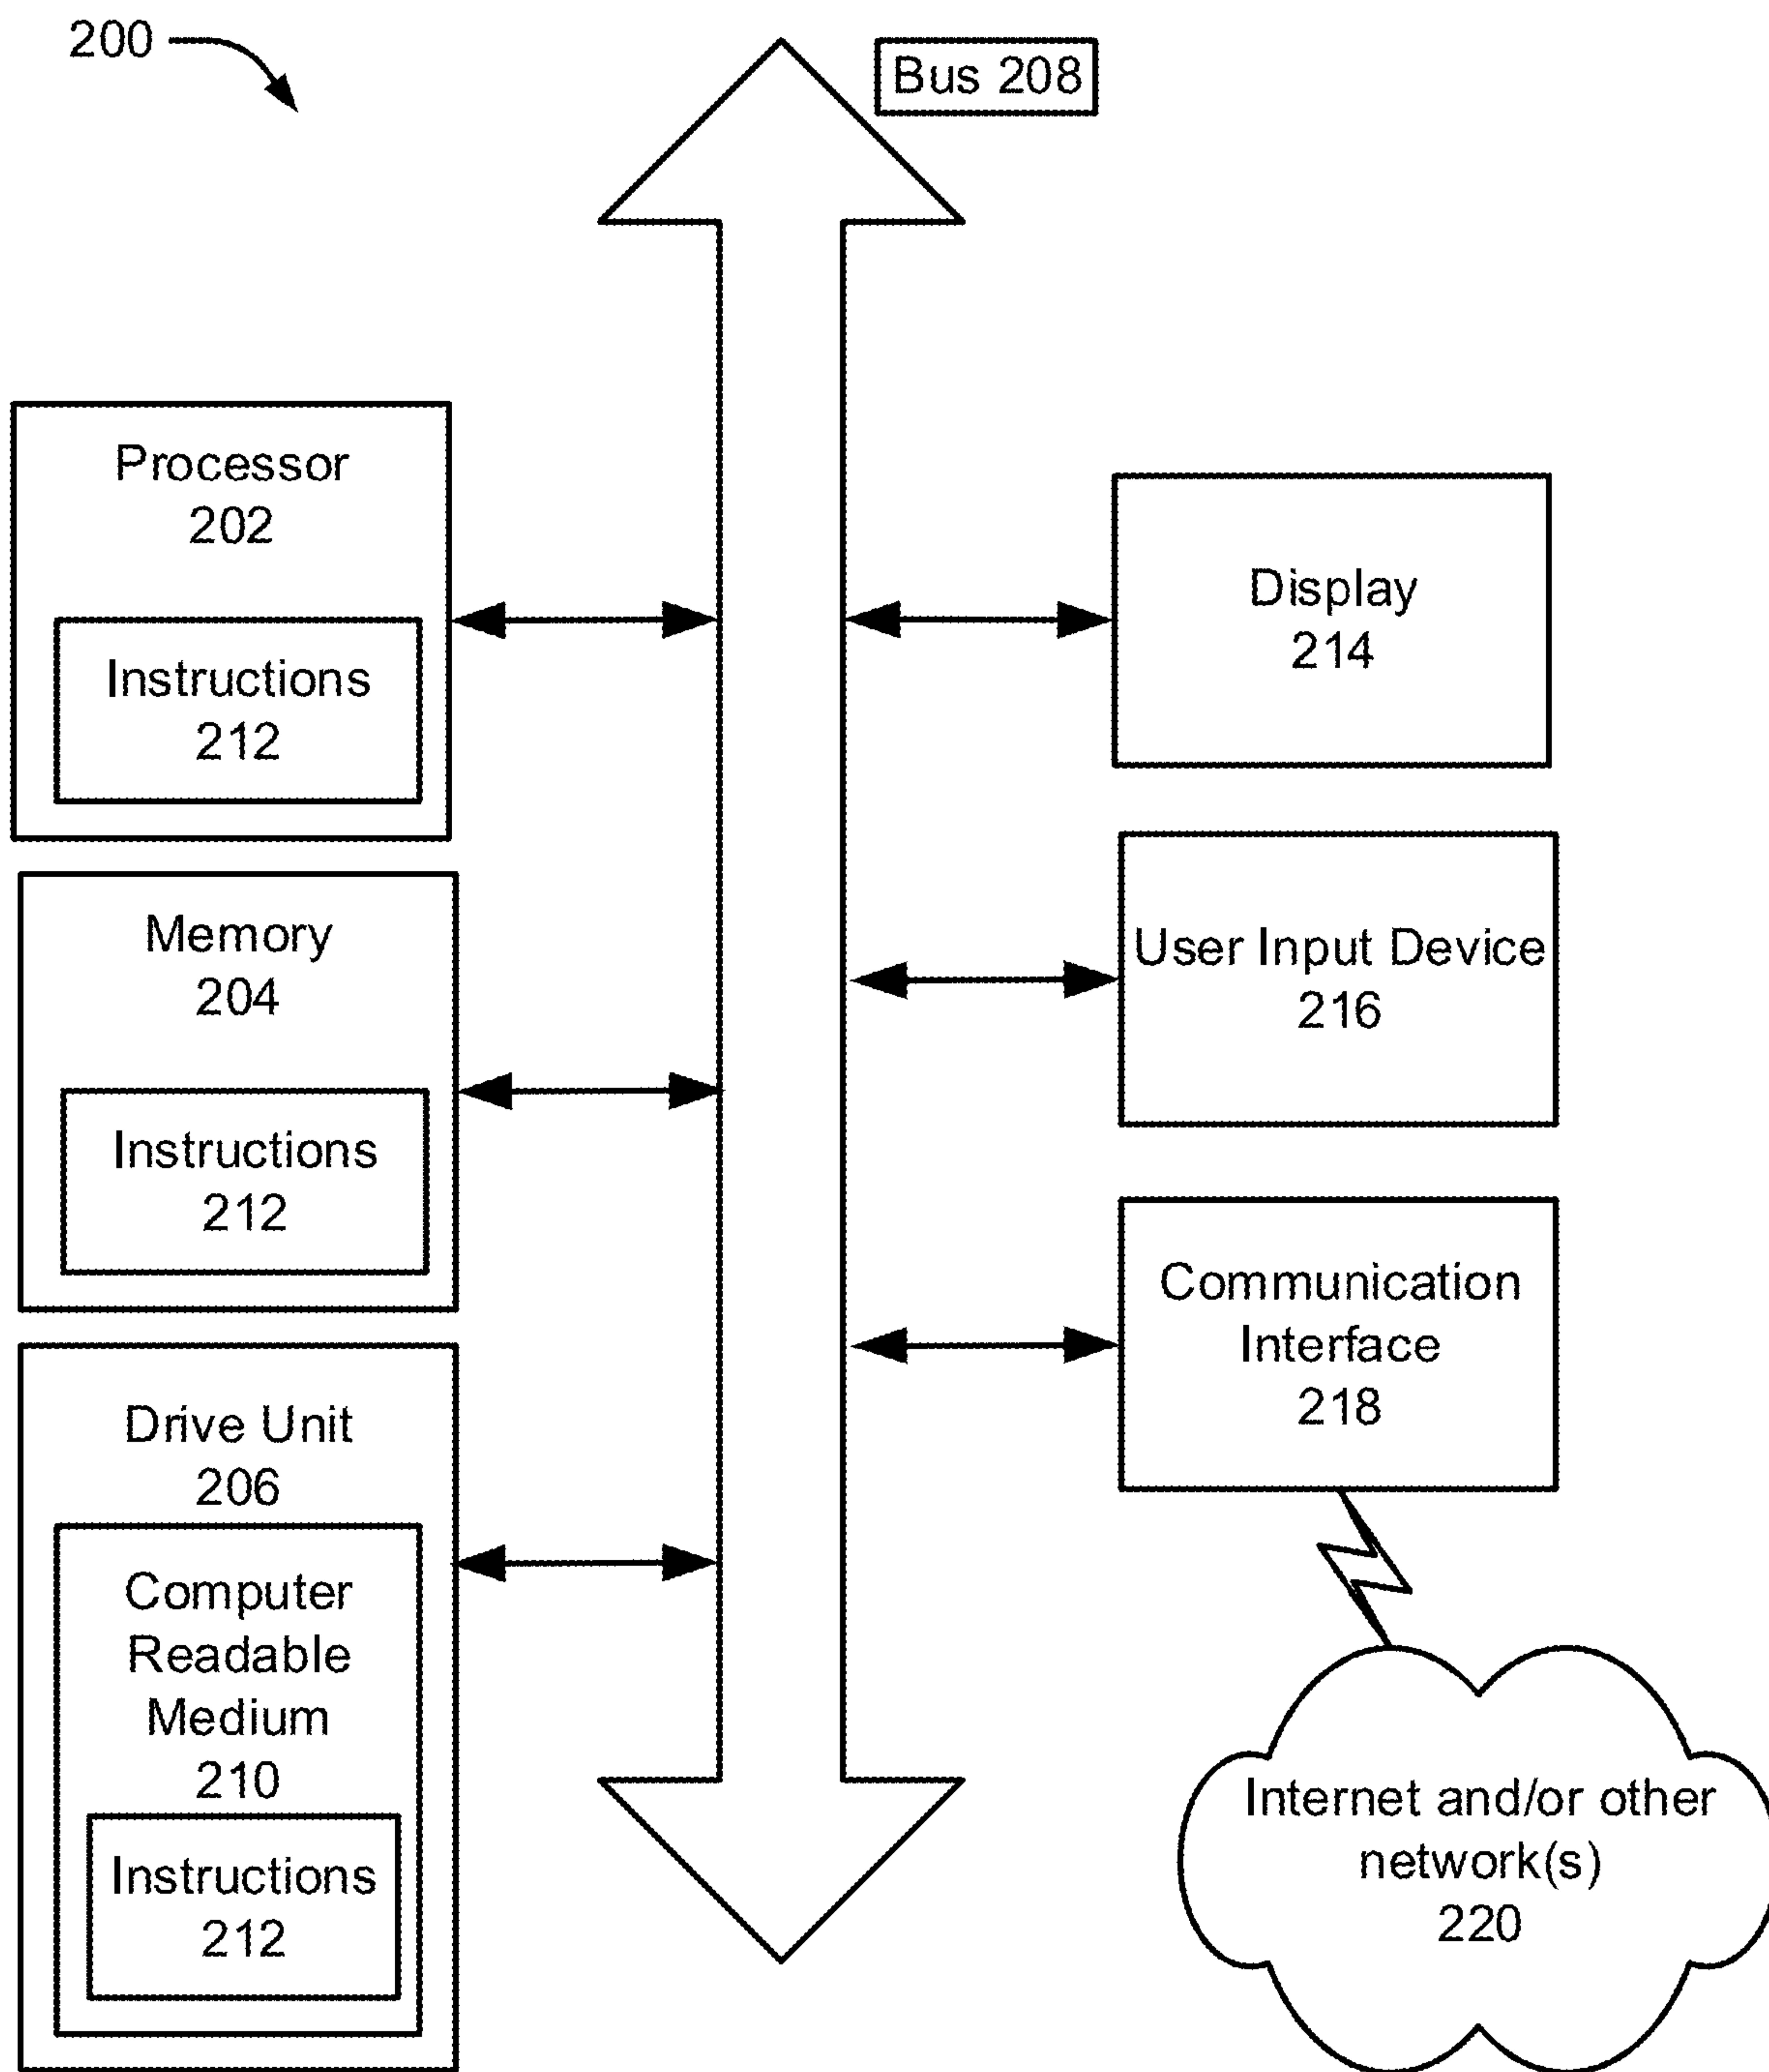 200
Bus 208
Processor
202
Instructions
212
Memory
204
Instructions
212
Drive Unit
206
Computer
Readable
Medium
210
Instructions
212
Display
214
User Input Device
216
Communication
Interface
218
Internet and/or other
network(s)
220